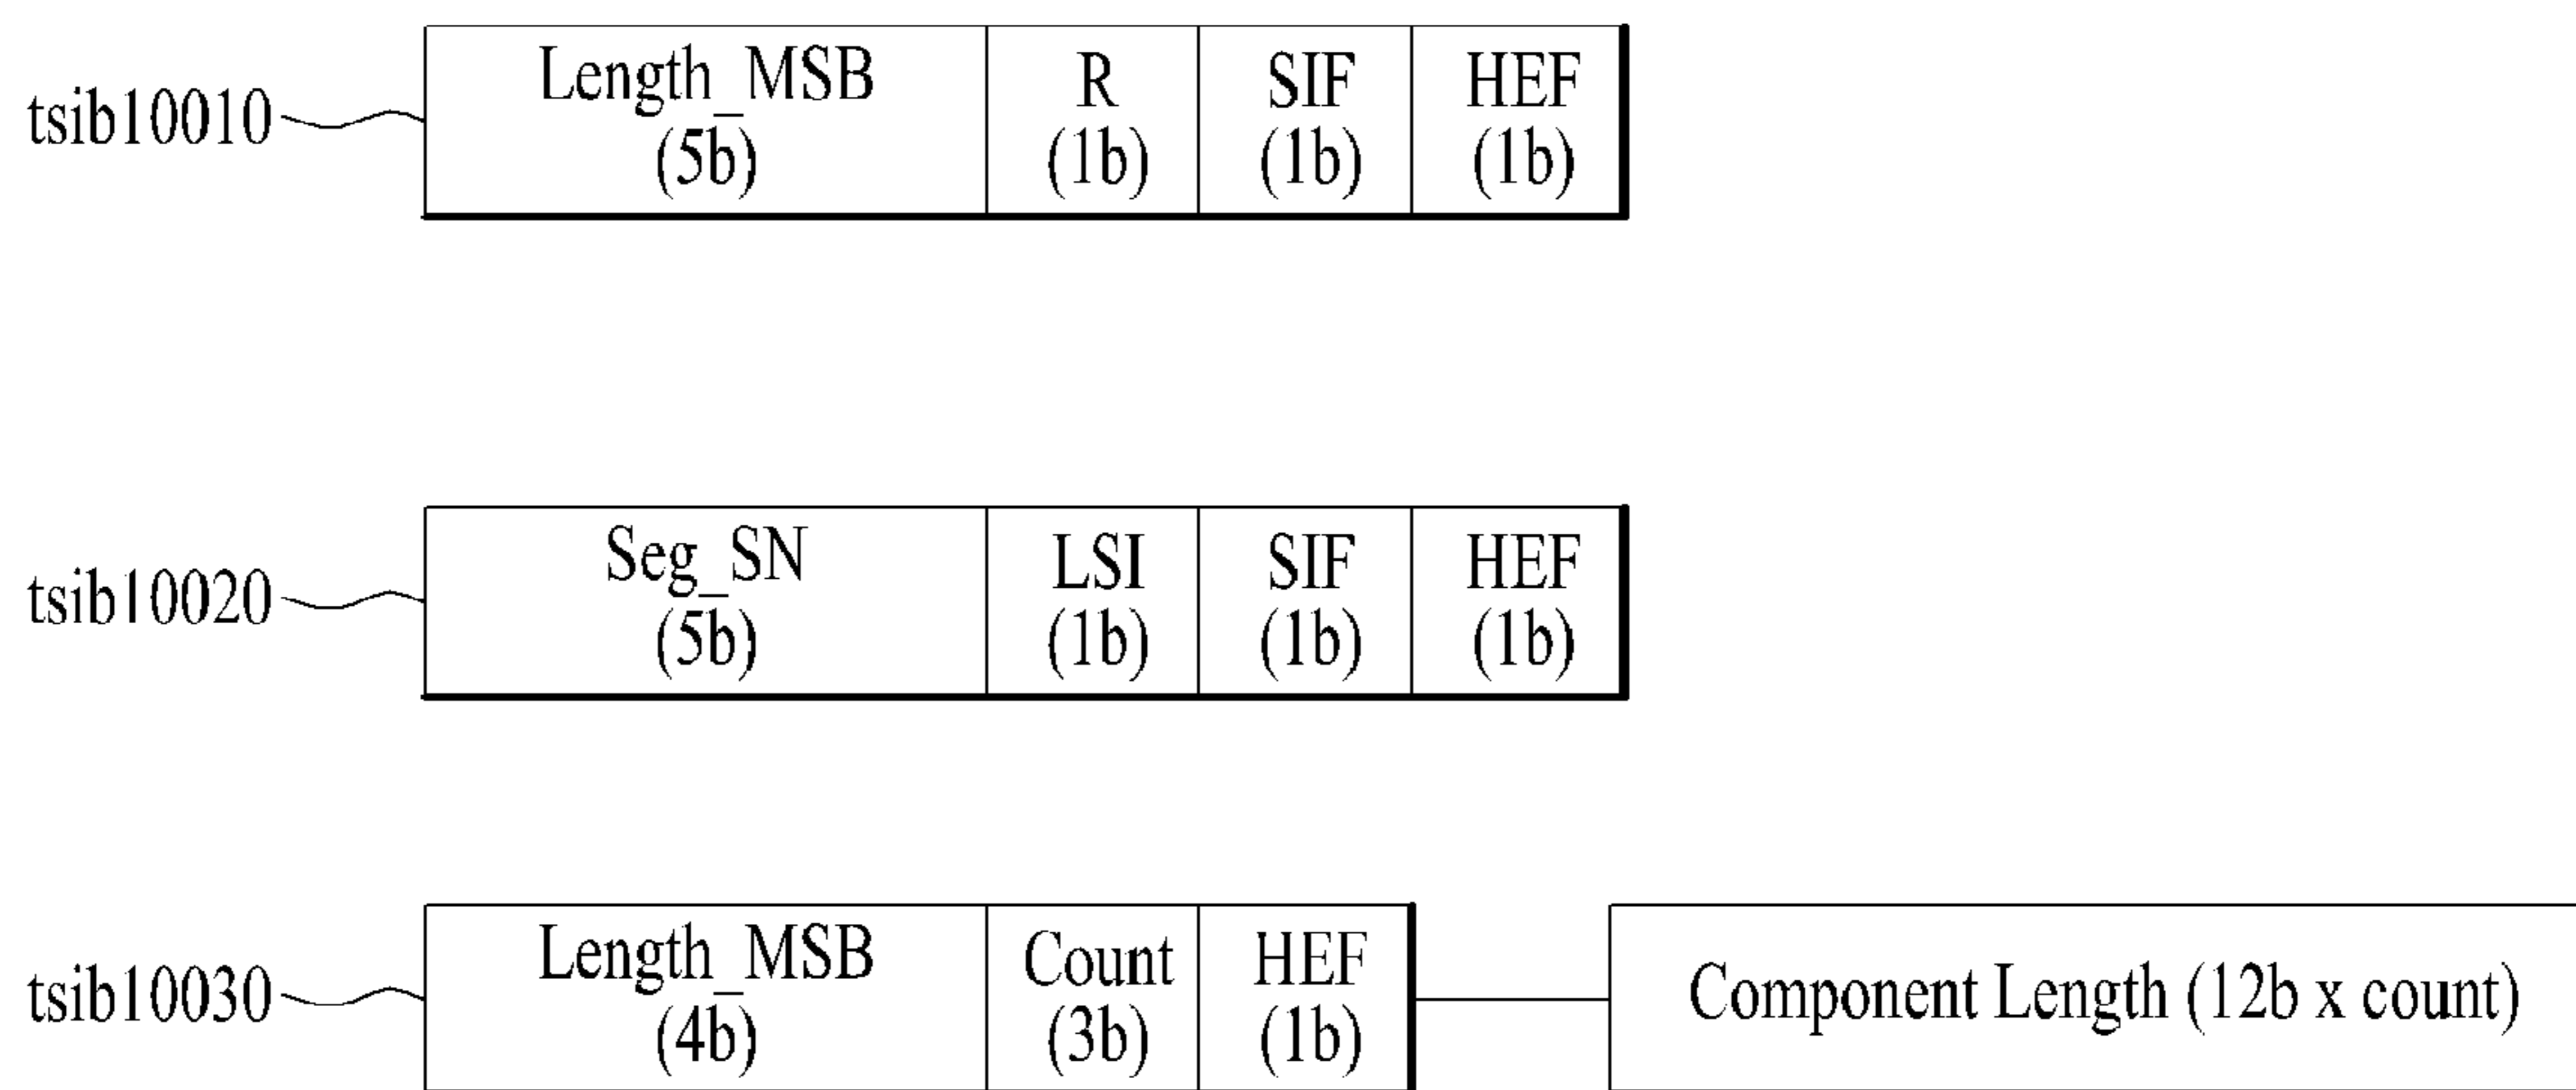 tsib10010
Length_MSB
(5b)
R
(1b)
SIF
(1b)
HEF
(1b)
tsib10020
Seg_SN
(5b)
LSI
(1b)
SIF
(1b)
HEF
(1b)
tsib10030
Length_MSB
(4b)
Count
(3b)
HEF
(1b)
Component Length (12b x count)